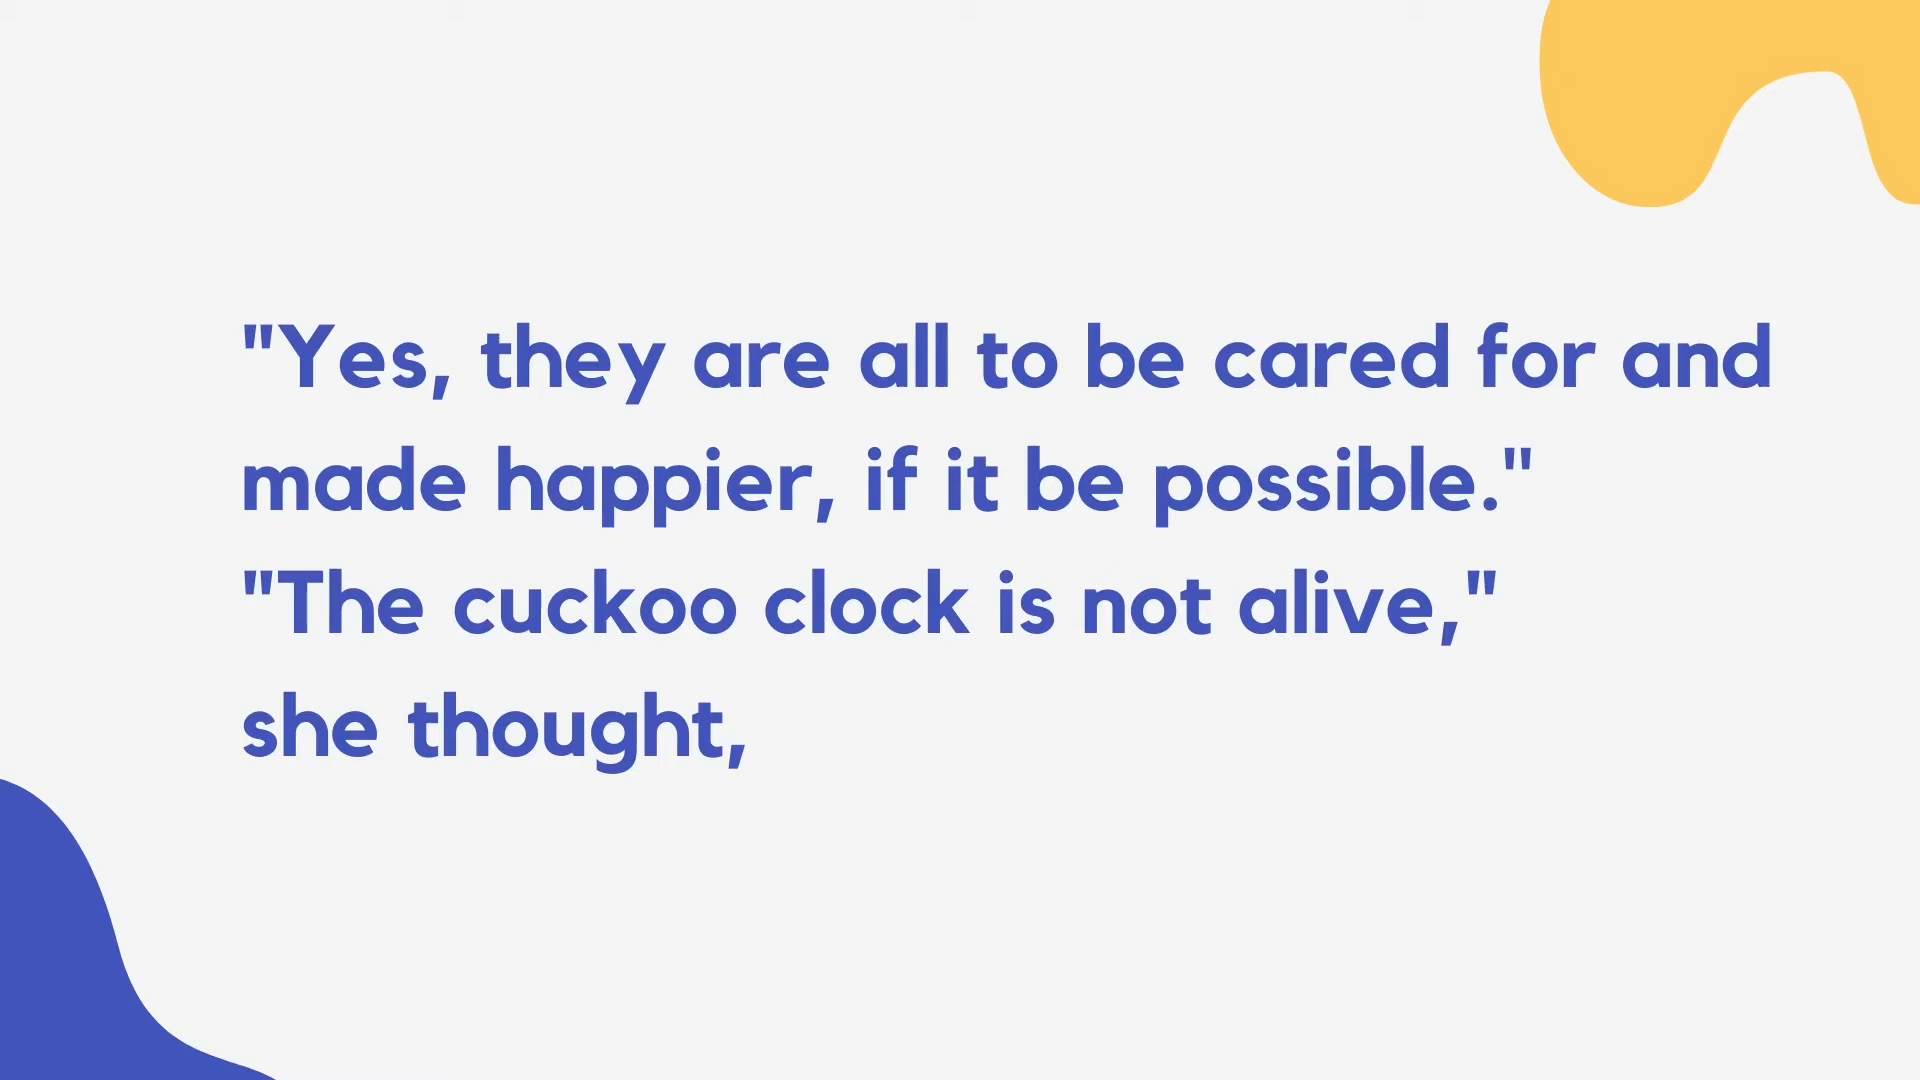 "Yes, they are all to be cared for and
made happier, if it be possible."
"The cuckoo clock is not alive,"
she thought,